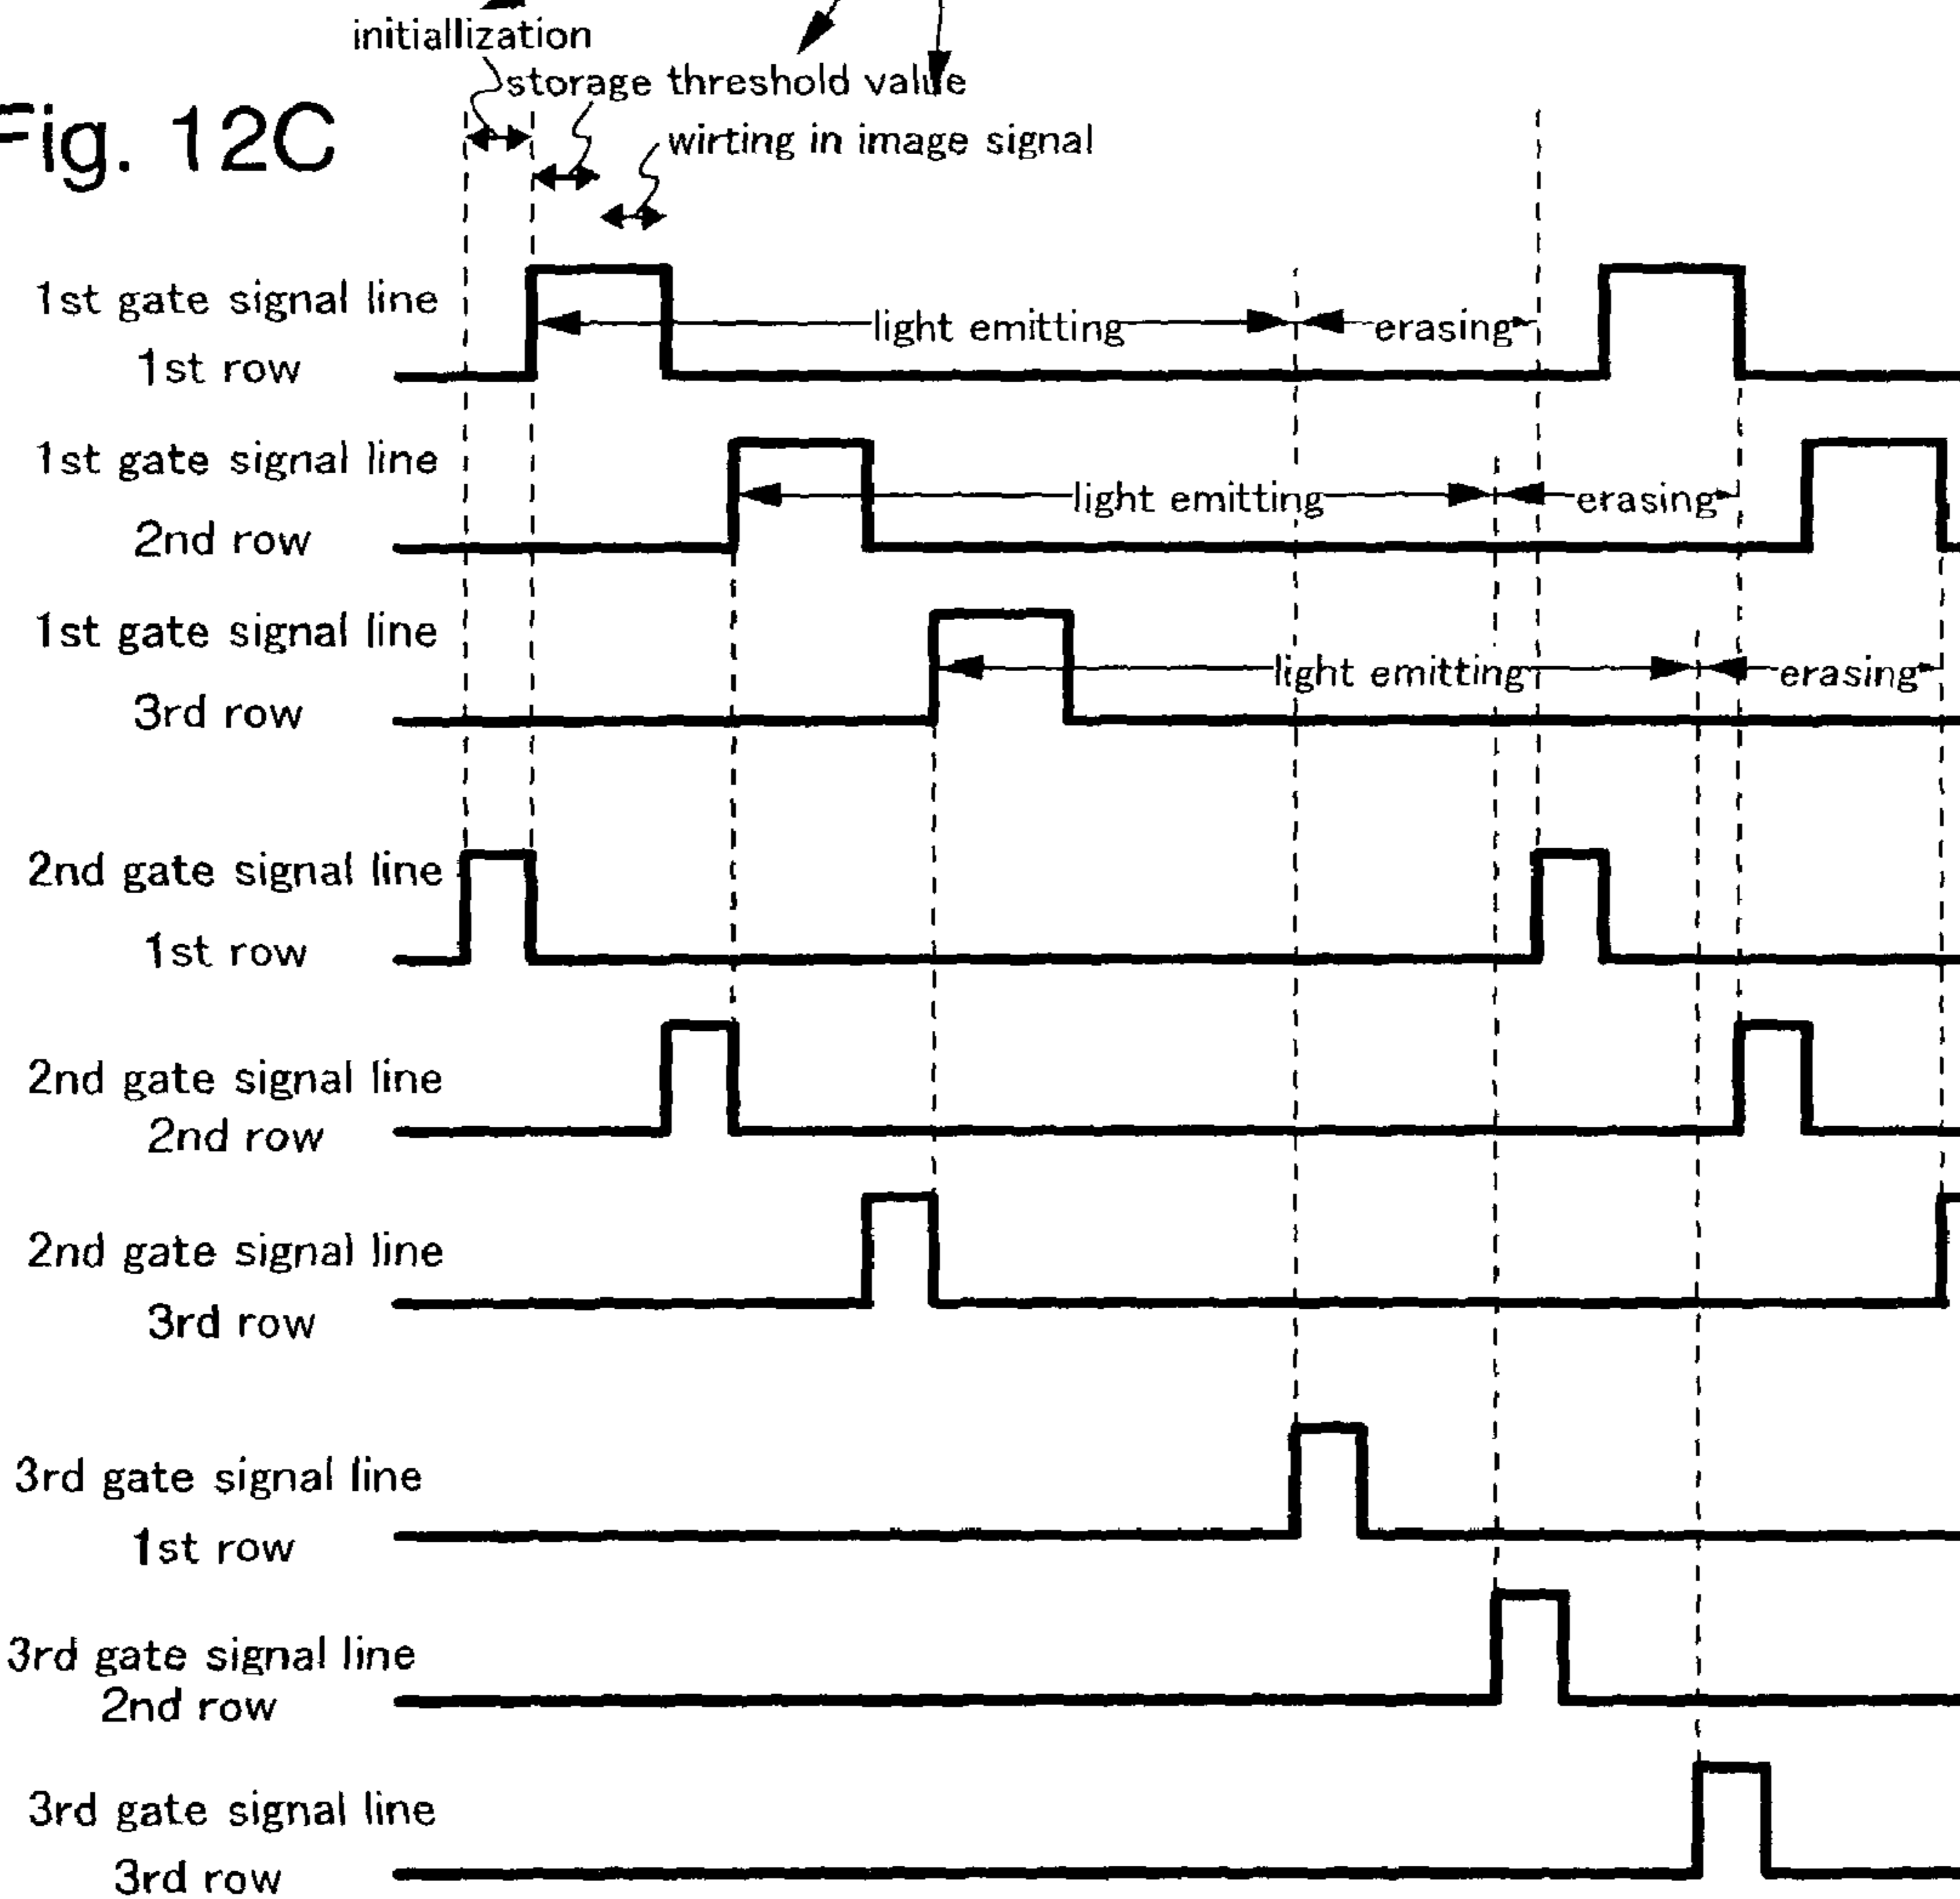 initiallization
storage threshold value
Fig. 12C
wirting in image signal
1st gate signal line
light emitting
erasing
1st row
1st gate signal line
light emitting
erasing
2nd row
1st gate signal line
light emitting
erasing
3rd row
2nd gate signal line
1st row
2nd gate signal line
2nd row
2nd gate signal line
3rd row
3rd gate signal line
1st row
3rd gate signal line
2nd row
3rd gate signal line
3rd row